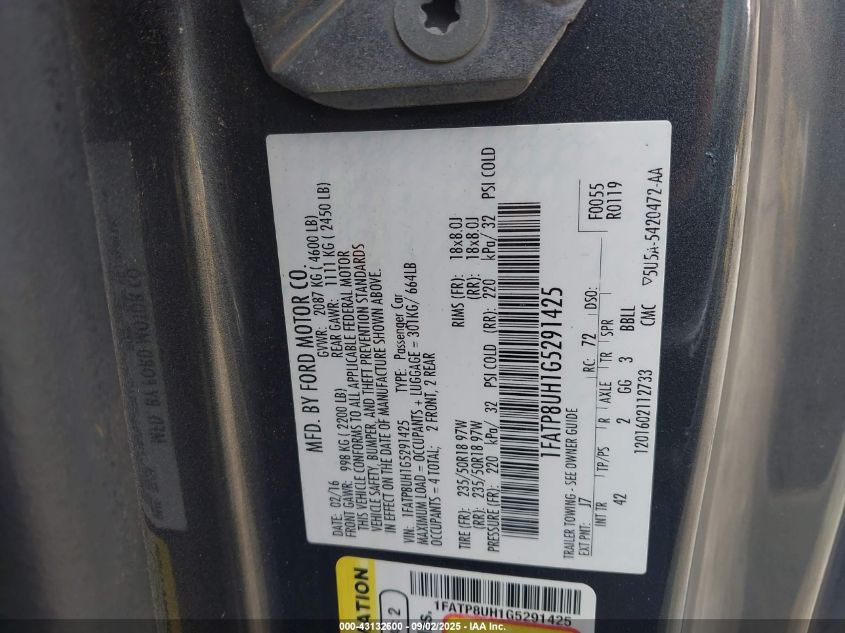 MFD. BY FORD MOTOR CO.
DATE: 02/16 GVWR: 2087 KG ( 4600 LB)
FRONT GAWR: 998 KG ( 2200 LB) REAR GAWR: 1111 KG ( 2450 LB)
THIS VEHICLE CONFORMS TO ALL APPLICABLE FEDERAL MOTOR
VEHICLE SAFETY, BUMPER, AND THEFT PREVENTION STANDARDS
IN EFFECT ON THE DATE OF MANUFACTURE SHOWN ABOVE.
VIN: 1FATP8UH1G5291425 TYPE: Passenger Car
MAXIMUM LOAD = OCCUPANTS + LUGGAGE = 301KG/ 664LB
OCCUPANTS = 4 TOTAL; 2 FRONT, 2 REAR
TIRE (FR): 235/50R18 97W RIMS (FR): 18x8.0J
(RR): 235/50R18 97W (RR): 18x8.0J
PRESSURE (FR): 220 kPa/ 32 PSI COLD (RR): 220 kPa/ 32 PSI COLD
1FATP8UH1G5291425
TRAILER TOWING - SEE OWNER GUIDE F0055
EXT PNT: J7 RC: 72 DSO: R0119
INT TR TP/PS R AXLE TR SPR
42 2 GG 3 BBLL
1201602112733 CMC 5U5A-5420472-AA
ATION
2
S.
1FATP8UH1G5291425
000-43132600 - 09/02/2025 - IAA Inc.